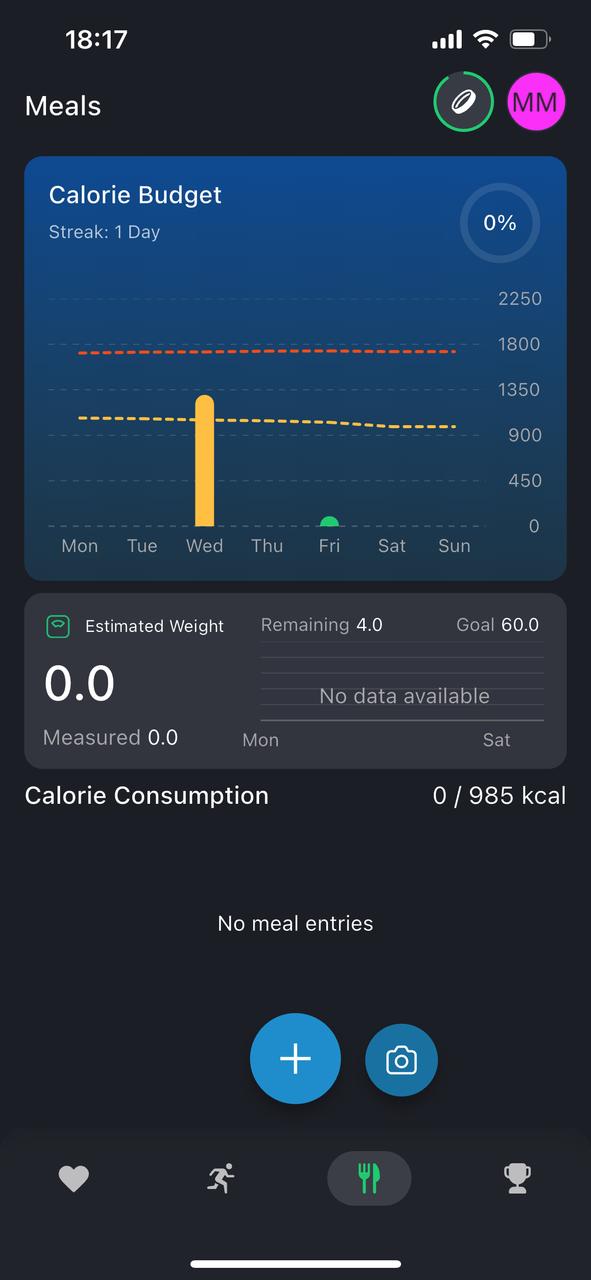 18:17
Meals
MM
Calorie Budget
Streak: 1 Day
0%
2250
1800
1350
900
450
0
Mon Tue Wed Thu Fri Sat Sun
Estimated Weight
Remaining 4.0 Goal 60.0
0.0
No data available
Measured 0.0
Mon Sat
Calorie Consumption 0 / 985 kcal
No meal entries